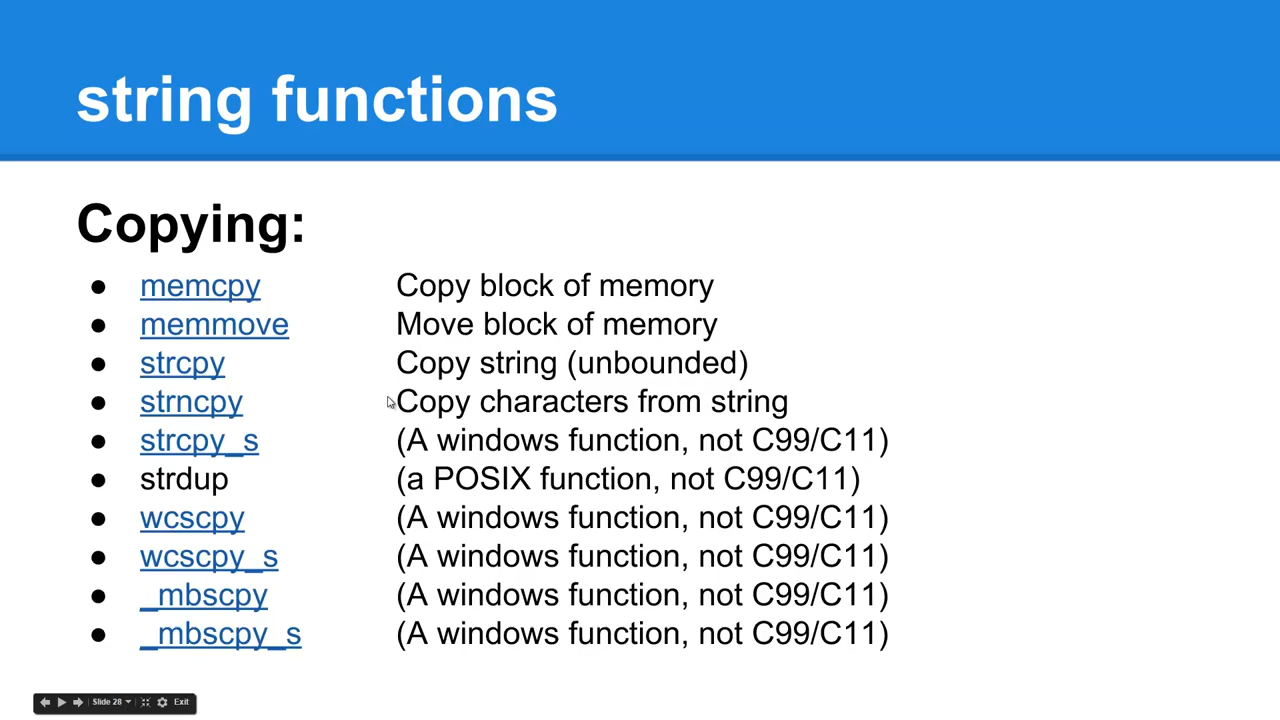 string functions
Copying:
● memcpy Copy block of memory
● memmove Move block of memory
● strcpy Copy string (unbounded)
● strncpy Copy characters from string
● strcpy_s (A windows function, not C99/C11)
● strdup (a POSIX function, not C99/C11)
● wcscpy (A windows function, not C99/C11)
● wcscpy_s (A windows function, not C99/C11)
● _mbscpy (A windows function, not C99/C11)
● _mbscpy_s (A windows function, not C99/C11)
Slide 28 Exit